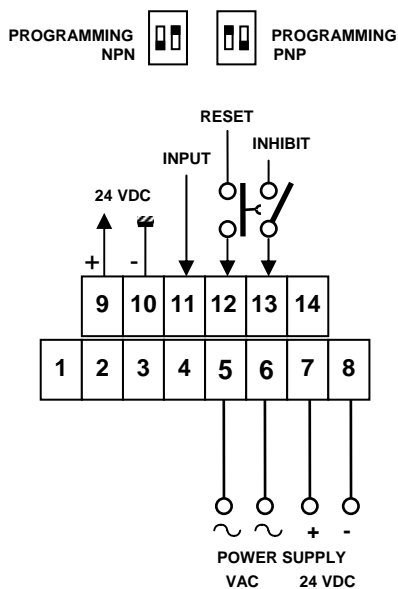 PROGRAMMING
NPN
PROGRAMMING
PNP
RESET
INHIBIT
INPUT
24 VDC
+ -
9 10 11 12 13 14
1 2 3 4 5 6 7 8
+ -
POWER SUPPLY
VAC 24 VDC